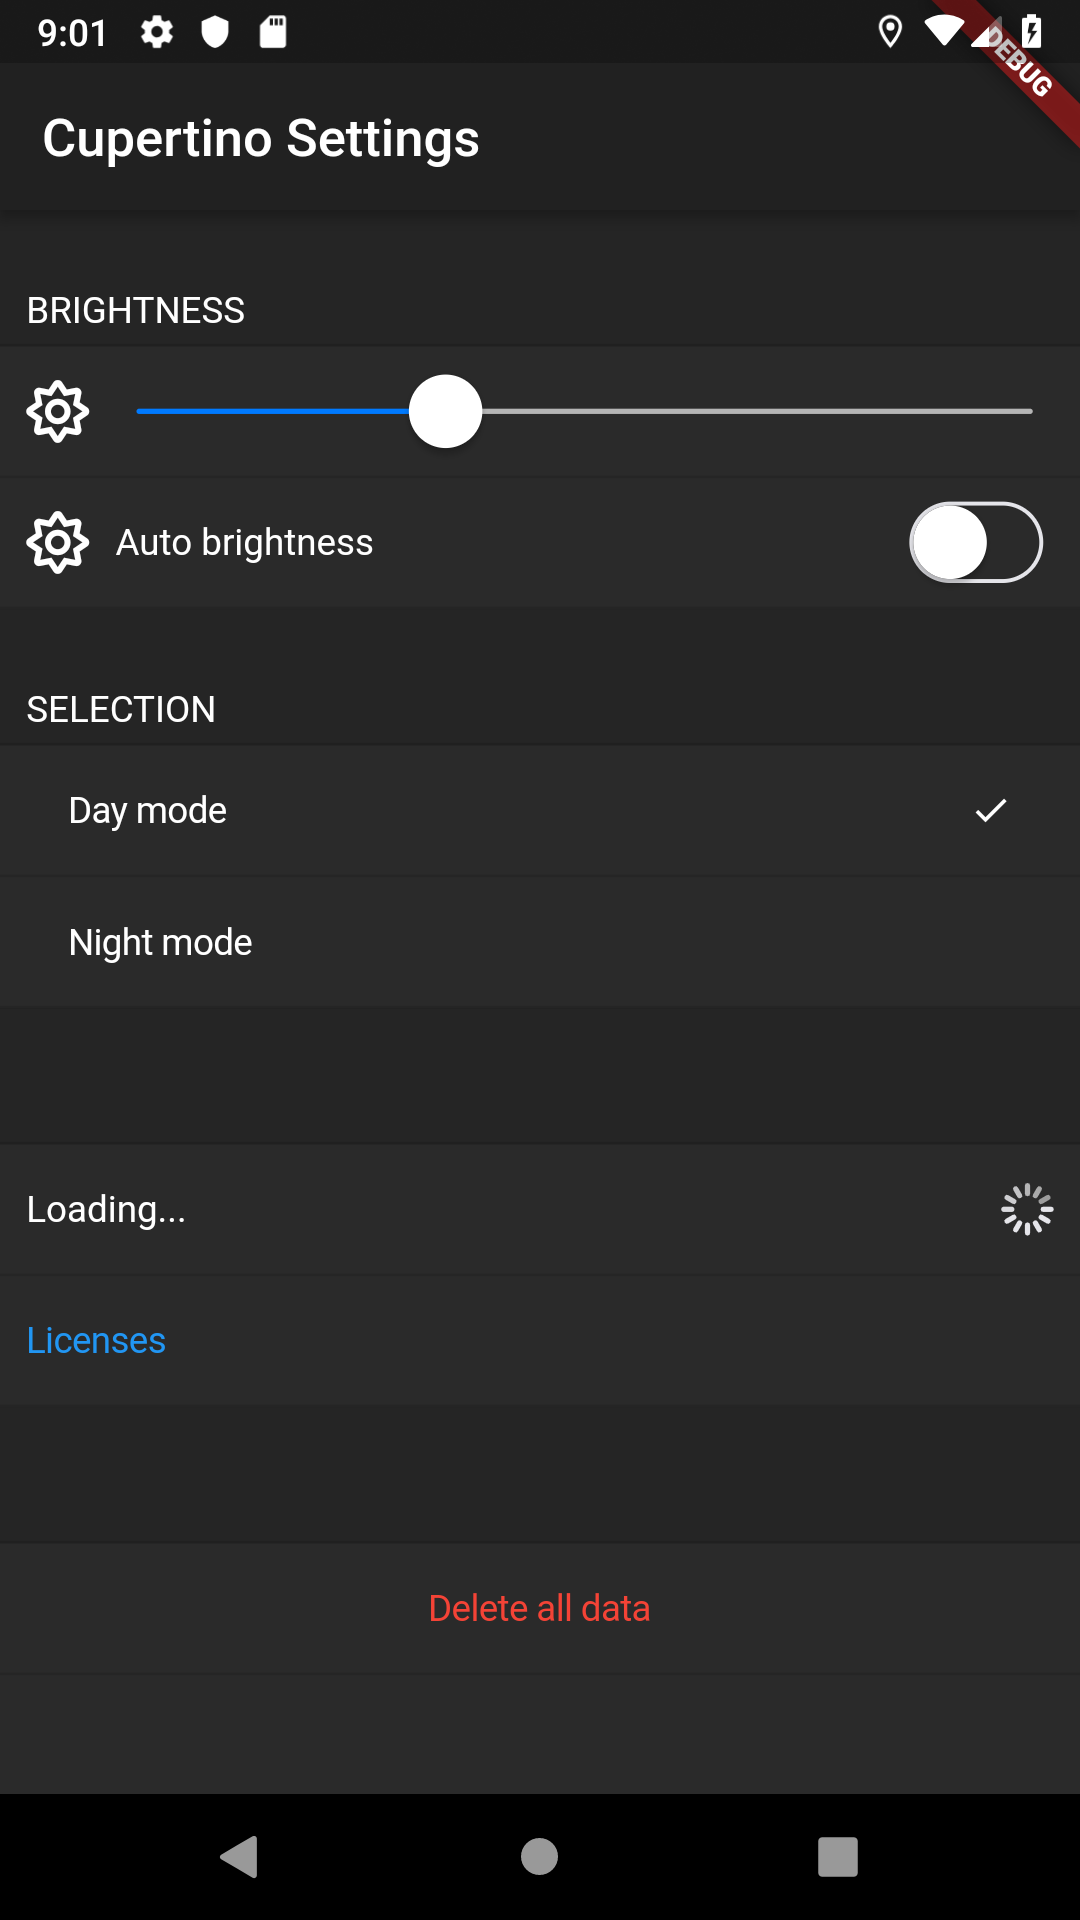 9:01
DEBUG
Cupertino Settings
BRIGHTNESS
Auto brightness
SELECTION
Day mode
Night mode
Loading...
Licenses
Delete all data